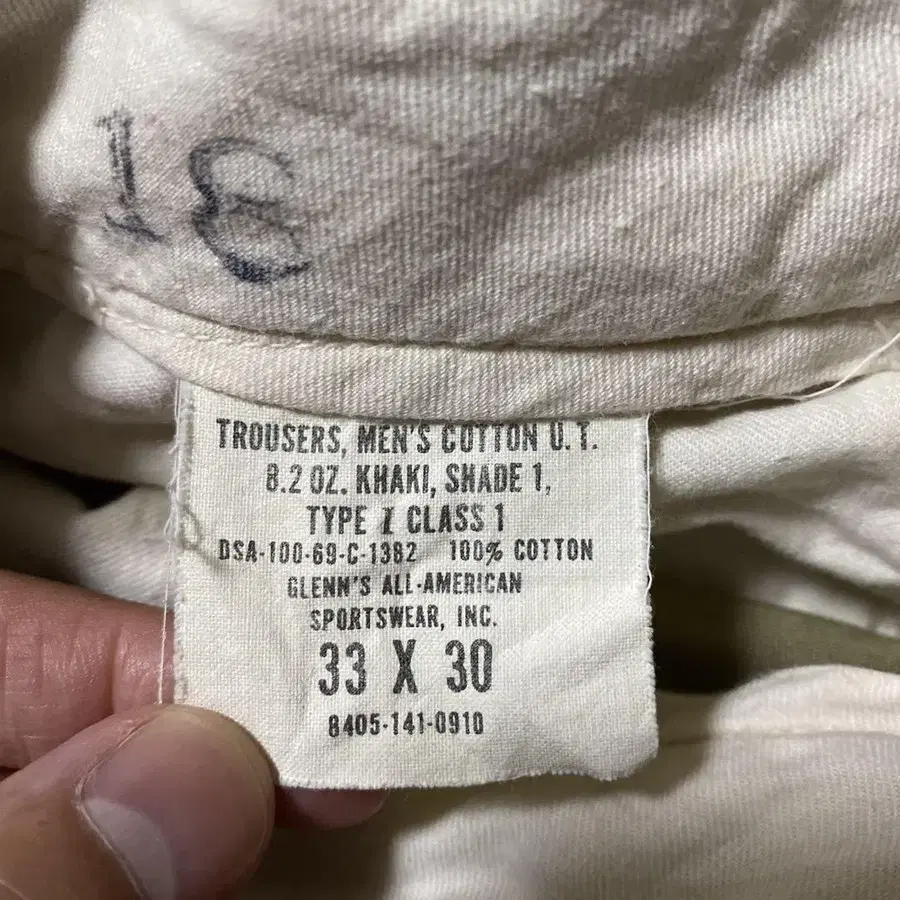 18
TROUSERS, MEN'S COTTON U.T.
8.2 OZ. KHAKI, SHADE 1,
TYPE I CLASS 1
DSA-100-69-C-1382 100% COTTON
GLENN'S ALL-AMERICAN
SPORTSWEAR, INC.
33 X 30
8405-141-0910